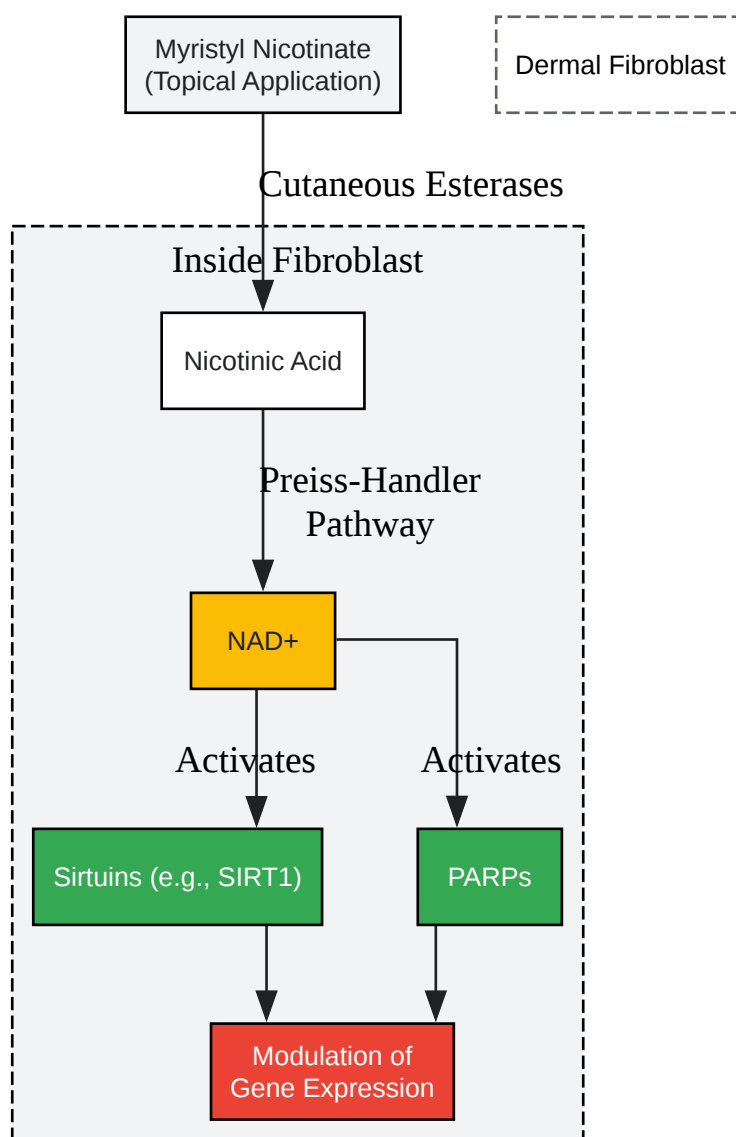 Myristyl Nicotinate
(Topical Application)
Dermal Fibroblast
Cutaneous Esterases
Inside Fibroblast
Nicotinic Acid
Preiss-Handler
Pathway
NAD+
Activates
Activates
Sirtuins (e.g., SIRT1)
PARPs
Modulation of
Gene Expression